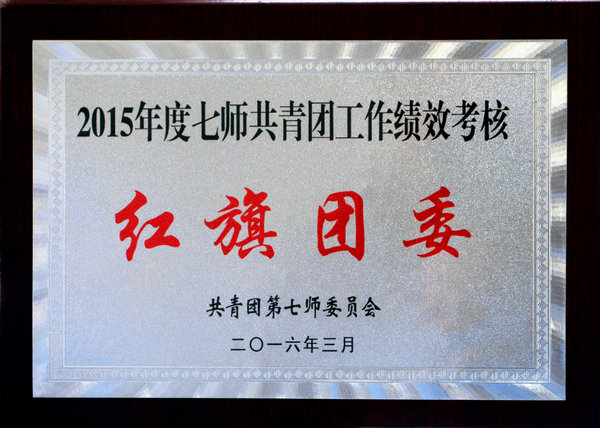 2015年度七师共青团工作绩效考核
红旗团委
共青团第七师委员会
二〇一六年三月